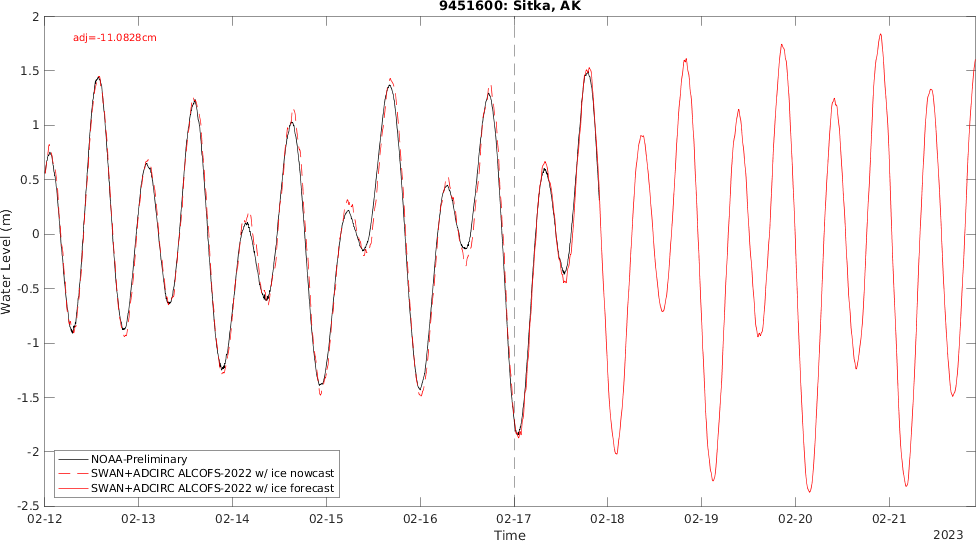 9451600: Sitka, AK
adj=-11.0828cm
2
1.5
1
0.5
0
-0.5
-1
-1.5
-2
-2.5
Water Level (m)
NOAA-Preliminary
SWAN+ADCIRC ALCOFS-2022 w/ ice nowcast
SWAN+ADCIRC ALCOFS-2022 w/ ice forecast
02-12 02-13 02-14 02-15 02-16 02-17 02-18 02-19 02-20 02-21
Time
2023